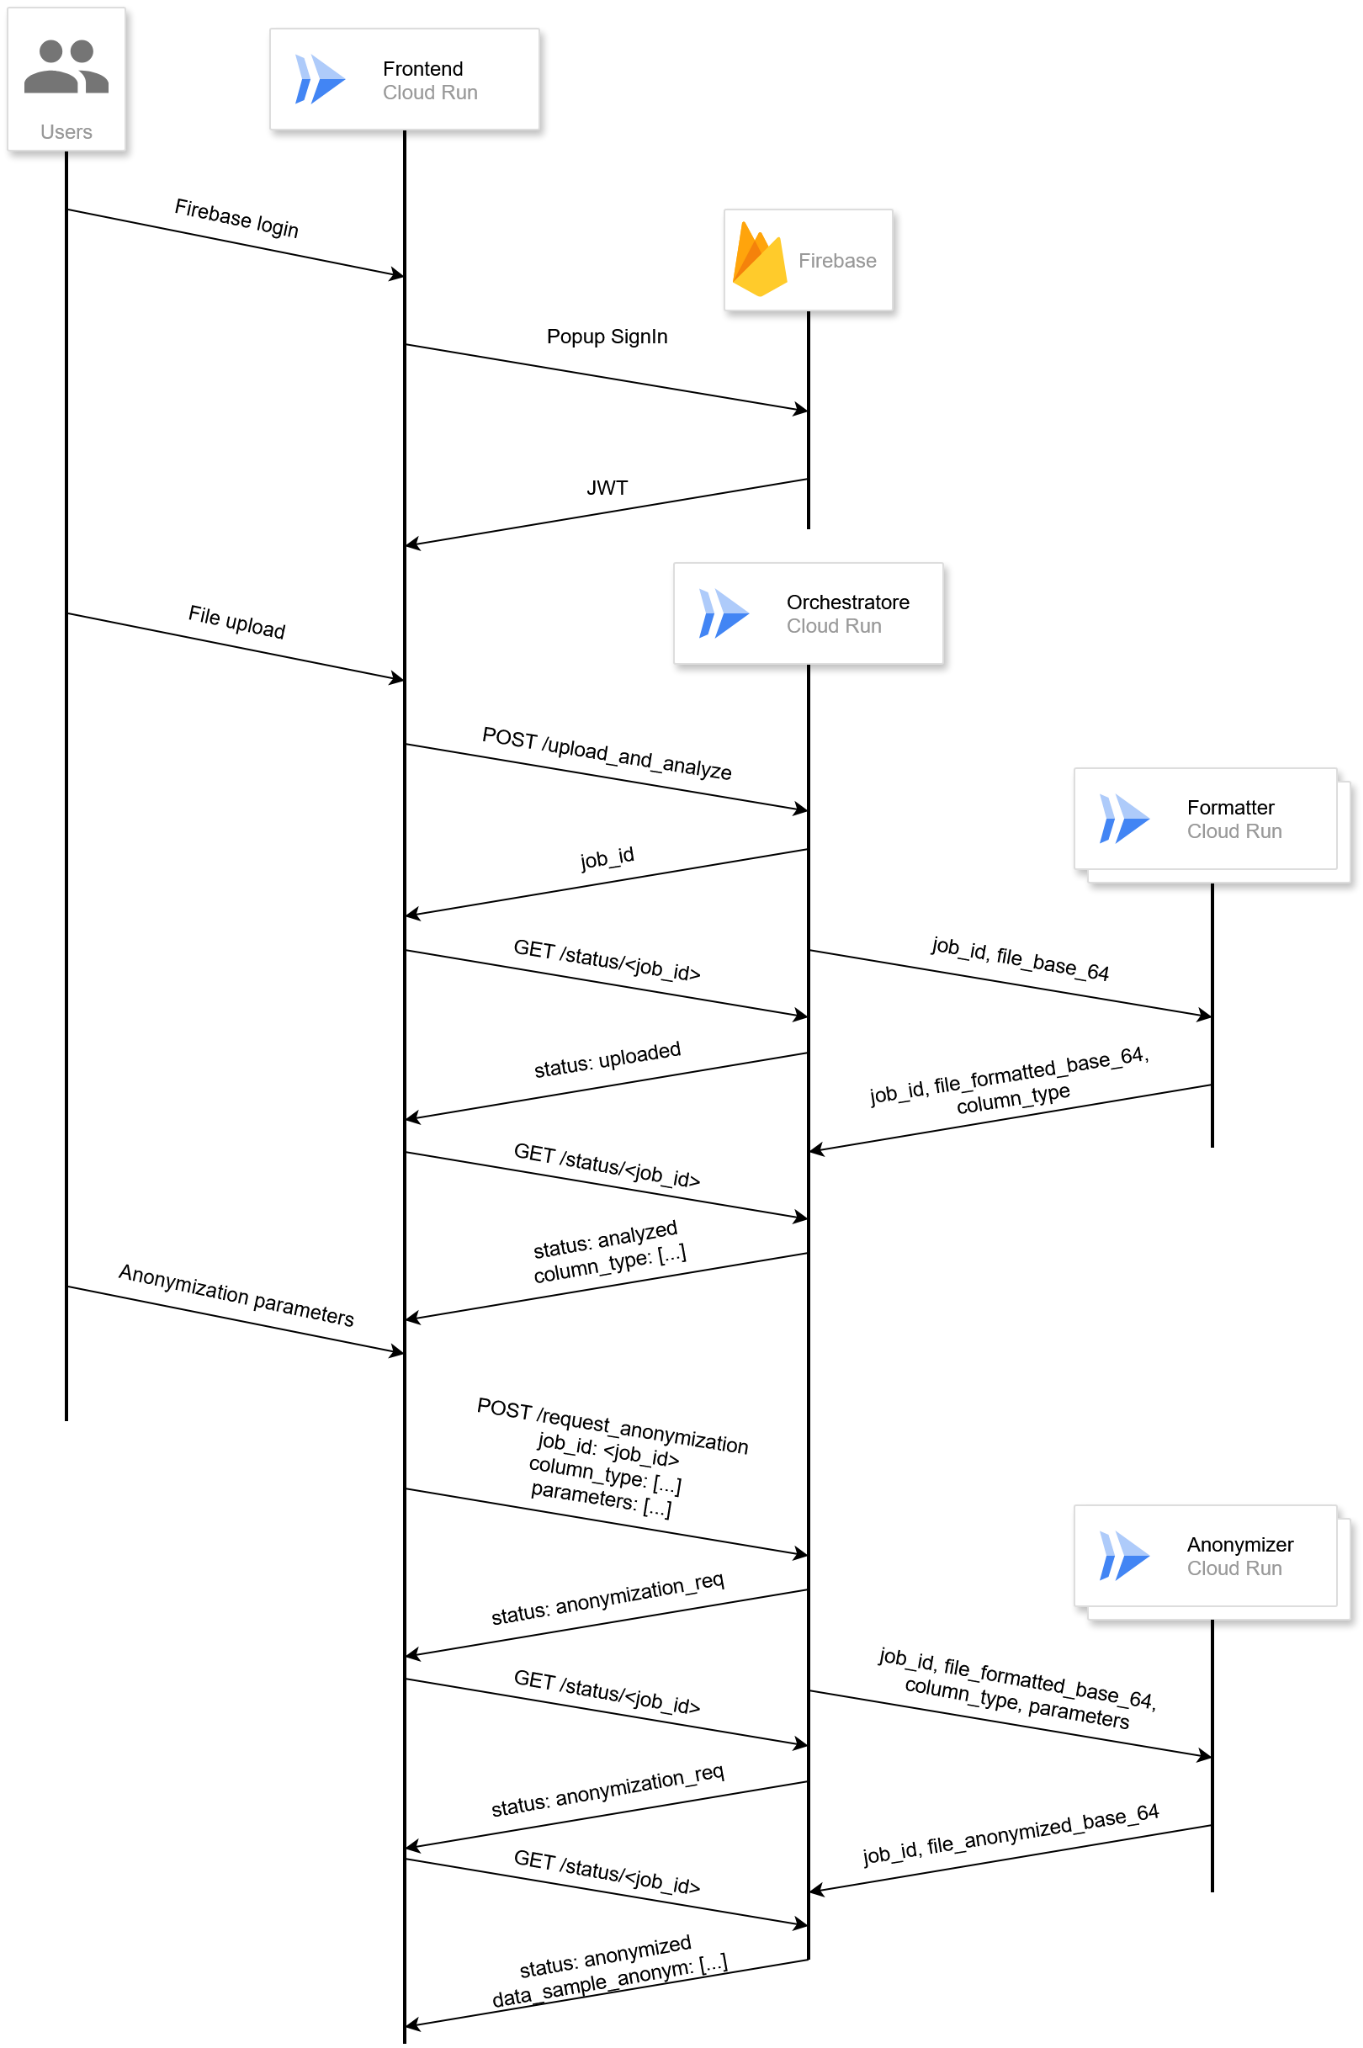 Users
Frontend
Cloud Run
Firebase login
Firebase
Popup SignIn
JWT
Orchestratore
Cloud Run
File upload
POST /upload_and_analyze
Formatter
Cloud Run
job_id
GET /status/<job_id>
job_id, file_base_64
status: uploaded
job_id, file_formatted_base_64,
column_type
GET /status/<job_id>
status: analyzed
column_type: [...]
Anonymization parameters
POST /request_anonymization
job_id: <job_id>
column_type: [...]
parameters: [...]
Anonymizer
Cloud Run
status: anonymization_req
job_id, file_formatted_base_64,
column_type, parameters
GET /status/<job_id>
status: anonymization_req
job_id, file_anonymized_base_64
GET /status/<job_id>
status: anonymized
data_sample_anonym: [...]